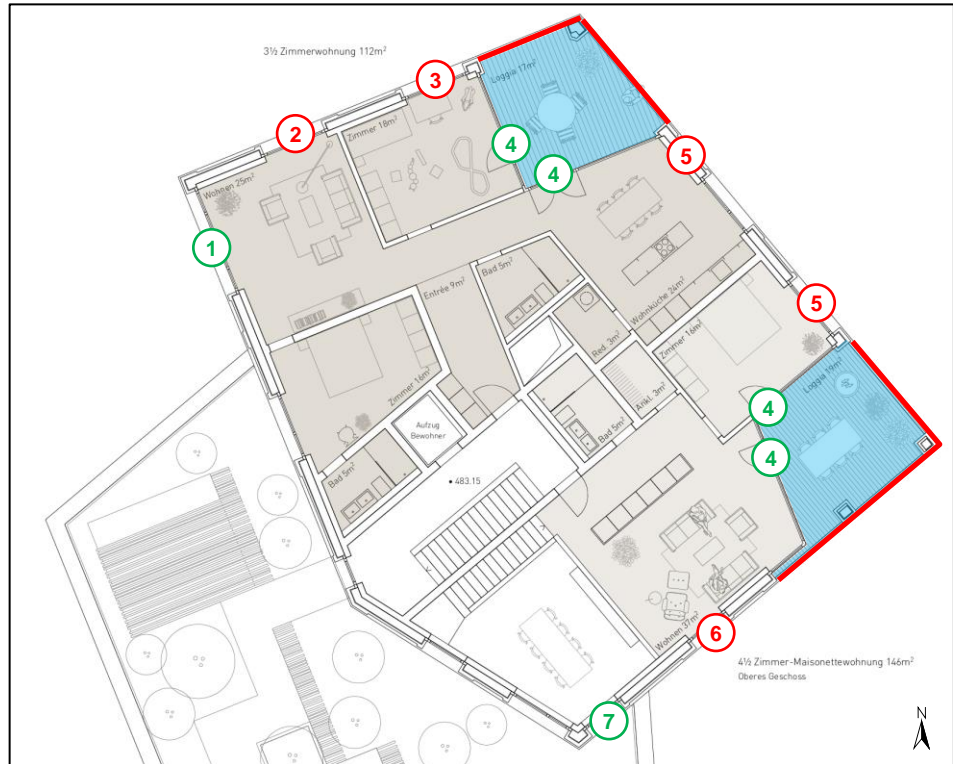 3½ Zimmerwohnung 112m²
Loggia 17m²
3
Zimmer 18m²
2
4
4
5
Wohnen 25m²
1
Bad 5m²
Entrée 9m²
Wohnküche 24m²
5
Red. 3m²
Zimmer 16m²
Loggia 19m²
Zimmer 16m²
Ankl. 3m²
4
4
Aufzug
Bewohner
Bad 5m²
Bad 5m²
• 483.15
Wohnen 37m²
6
4½ Zimmer-Maisonettewohnung 146m²
Oberes Geschoss
7
N